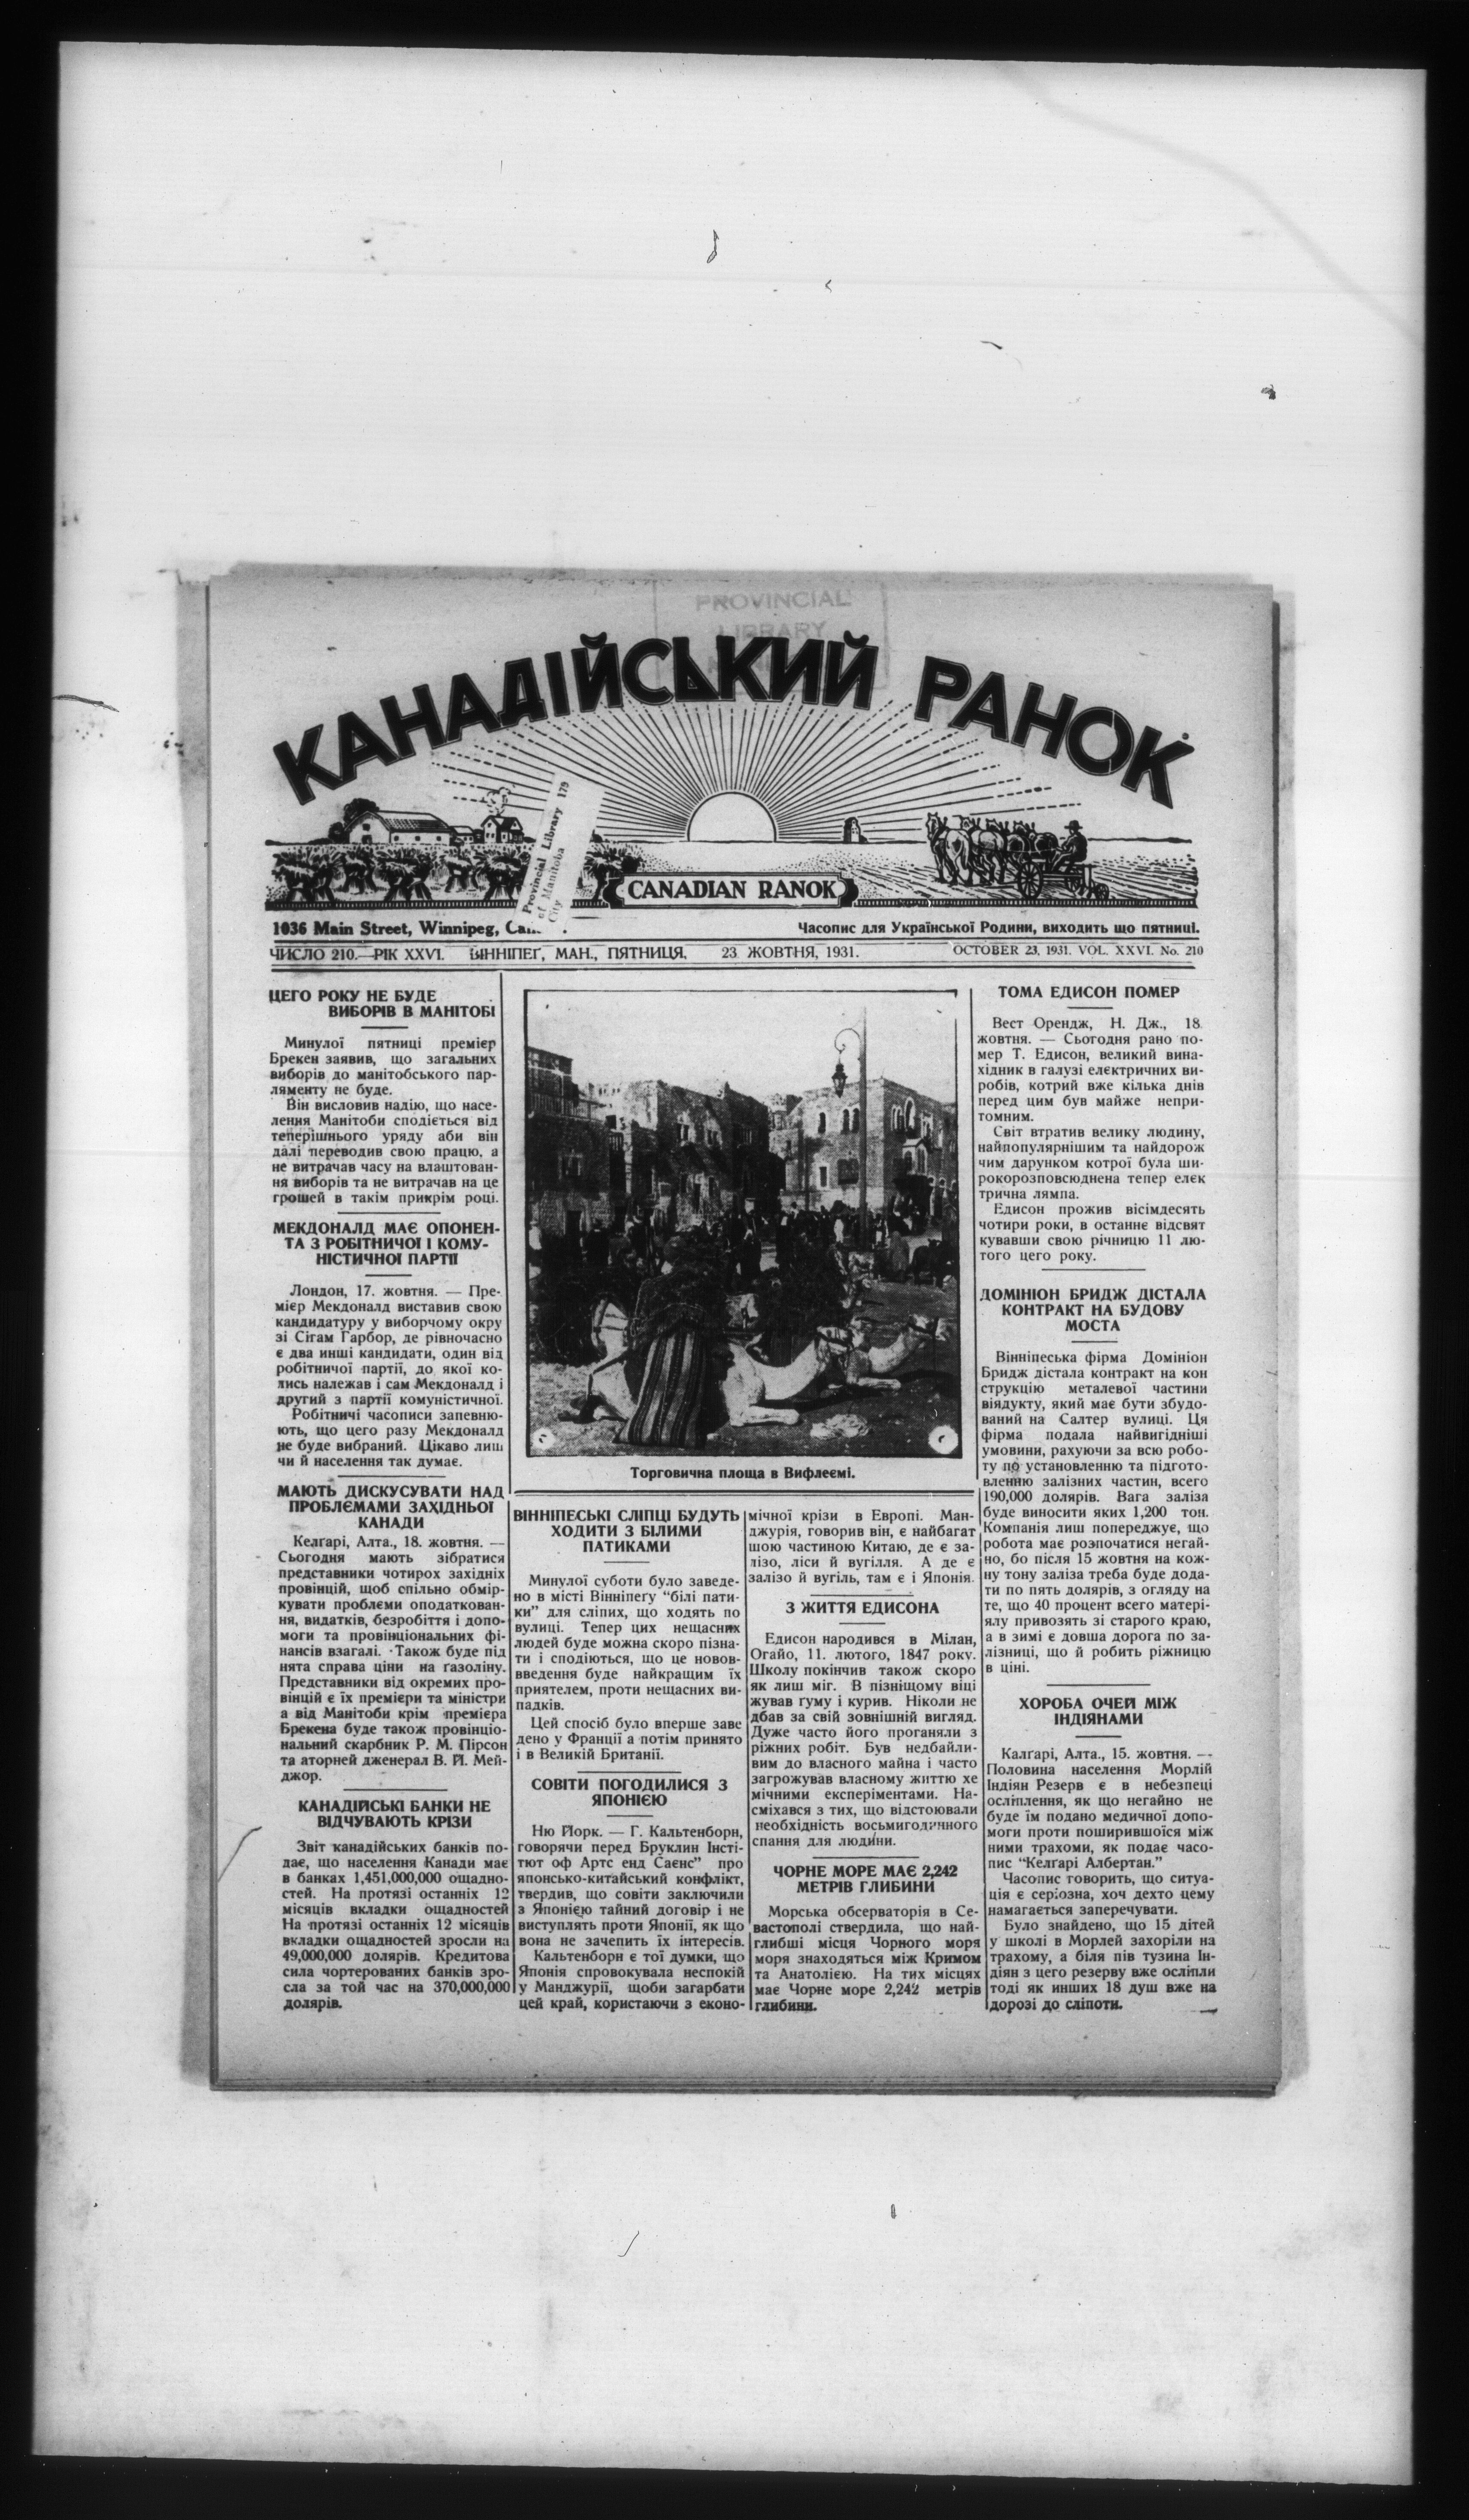 PROVINCIAL
LIBRARY
КАНАДІЙСЬКИЙ РАНОК
Provincial Library 179
of Manitoba
City
CANADIAN RANOK
1036 Main Street, Winnipeg,
Часопис для Української Родини, виходить що пятниці.
ЧИСЛО 210.—РІК XXVI. ВІННІПЕҐ, МАН., ПЯТНИЦЯ, 23 ЖОВТНЯ, 1931. OCTOBER 23, 1931. VOL. XXVI. No. 210
ЦЕГО РОКУ НЕ БУДЕ
ВИБОРІВ В МАНІТОБІ
Минулої пятниці премієр
Брекен заявив, що загальних
виборів до манітобського пар-
ляменту не буде.
Він висловив надію, що насе-
лення Манітоби сподіється від
теперішнього уряду аби він
далі переводив свою працю, а
не витрачав часу на влаштован-
ня виборів та не витрачав на це
грошей в такім прикрім році.
МЕКДОНАЛД МАЄ ОПОНЕН-
ТА З РОБІТНИЧОЇ І КОМУ-
НІСТИЧНОЇ ПАРТІЇ
Лондон, 17. жовтня. — Пре-
мієр Мекдоналд виставив свою
кандидатуру у виборчому окру
зі Сігам Гарбор, де рівночасно
є два инші кандидати, один від
робітничої партії, до якої ко-
лись належав і сам Мекдоналд і
другий з партії комуністичної.
Робітничі часописи запевню-
ють, що цего разу Мекдоналд
не буде вибраний. Цікаво лиш
чи й населення так думає.
МАЮТЬ ДИСКУСУВАТИ НАД
ПРОБЛЄМАМИ ЗАХІДНЬОЇ
КАНАДИ
Келґарі, Алта., 18. жовтня. —
Сьогодня мають зібратися
представники чотирох західніх
провінцій, щоб спільно обмір-
кувати проблєми оподаткован-
ня, видатків, безробіття і допо-
моги та провінціональних фі-
нансів взагалі. Також буде під
нята справа ціни на ґазоліну.
Представники від окремих про-
вінцій є їх премієри та міністри
а від Манітоби крім премієра
Брекена буде також провінціо-
нальний скарбник Р. М. Пірсон
та аторней дженерал В. Й. Мей-
джор.
КАНАДІЙСЬКІ БАНКИ НЕ
ВІДЧУВАЮТЬ КРІЗИ
Звіт канадійських банків по-
дає, що населення Канади має
в банках 1,451,000,000 ощадно-
стей. На протязі останніх 12
місяців вкладки ощадностей
На протязі останніх 12 місяців
вкладки ощадностей зросли на
49,000,000 долярів. Кредитова
сила чортерованих банків зро-
сла за той час на 370,000,000
долярів.
Торговична площа в Вифлеємі.
ВІННІПЕСЬКІ СЛІПЦІ БУДУТЬ
ХОДИТИ З БІЛИМИ
ПАТИКАМИ
Минулої суботи було заведе-
но в місті Вінніпеґу “білі пати-
ки” для сліпих, що ходять по
вулиці. Тепер цих нещасних
людей буде можна скоро пізна-
ти і сподіються, що це новов-
введення буде найкращим їх
приятелем, проти нещасних ви-
падків.
Цей спосіб було вперше заве
дено у Франції а потім принято
і в Великій Британії.
СОВІТИ ПОГОДИЛИСЯ З
ЯПОНІЄЮ
Ню Йорк. — Г. Кальтенборн,
говорячи перед Бруклин Інсті-
тют оф Артс енд Саєнс” про
японсько-китайський конфлікт,
твердив, що совіти заключили
з Японією тайний договір і не
виступлять проти Японії, як що
вона не зачепить їх інтересів.
Кальтенборн є тої думки, що
Японія спровокувала неспокій
у Манджурії, щоби загарбати
цей край, користаючи з еконо-
мічної крізи в Европі. Ман-
джурія, говорив він, є найбагат
шою частиною Китаю, де є за-
лізо, ліси й вугілля. А де є
залізо й вугіль, там є і Японія.
З ЖИТТЯ ЕДИСОНА
Едисон народився в Мілан,
Огайо, 11. лютого, 1847 року.
Школу покінчив також скоро
як лиш міг. В пізніщому віці
жував ґуму і курив. Ніколи не
дбав за свій зовнішній вигляд.
Дуже часто його проганяли з
ріжних робіт. Був недбайли-
вим до власного майна і часто
загрожував власному життю хе
мічними експеріментами. На-
сміхався з тих, що відстоювали
необхідність восьмигодинного
спання для людини.
ЧОРНЕ МОРЕ МАЄ 2,242
МЕТРІВ ГЛИБИНИ
Морська обсерваторія в Се-
вастополі ствердила, що най-
глибші місця Чорного моря
моря знаходяться між Кримом
та Анатолією. На тих місцях
має Чорне море 2,242 метрів
глибини.
ТОМА ЕДИСОН ПОМЕР
Вест Орендж, Н. Дж., 18.
жовтня. — Сьогодня рано по-
мер Т. Едисон, великий вина-
хідник в галузі електричних ви-
робів, котрий вже кілька днів
перед цим був майже непри-
томним.
Світ втратив велику людину,
найпопулярнішим та найдорож
чим дарунком котрої була ши-
рокорозповсюднена тепер елек
трична лямпа.
Едисон прожив вісімдесять
чотири роки, в останнє відсвят
кувавши свою річницю 11 лю-
того цего року.
ДОМІНІОН БРИДЖ ДІСТАЛА
КОНТРАКТ НА БУДОВУ
МОСТА
Вінніпеська фірма Домініон
Бридж дістала контракт на кон
струкцію металевої частини
віядукту, який має бути збудо-
ваний на Салтер вулиці. Ця
фірма подала найвигідніші
умовини, рахуючи за всю робо-
ту по установленню та підгото-
вленню залізних частин, всего
190,000 долярів. Вага заліза
буде виносити яких 1,200 тон.
Компанія лиш попереджує, що
робота має розпочатися негай-
но, бо після 15 жовтня на кож-
ну тону заліза треба буде дода-
ти по пять долярів, з огляду на
те, що 40 процент всего матері-
ялу привозять зі старого краю,
а в зимі є довша дорога по за-
лізниці, що й робить ріжницю
в ціні.
ХОРОБА ОЧЕЙ МІЖ
ІНДІЯНАМИ
Калґарі, Алта., 15. жовтня. —
Половина населення Морлій
Індіян Резерв є в небезпеці
осліплення, як що негайно не
буде їм подано медичної допо-
моги проти поширившоїся між
ними трахоми, як подає часо-
пис “Келґарі Албертан.”
Часопис говорить, що ситуа-
ція є серіозна, хоч дехто цему
намагається заперечувати.
Було знайдено, що 15 дітей
у школі в Морлей захоріли на
трахому, а біля пів тузина Ін-
діян з цего резерву вже осліпли
тоді як инших 18 душ вже на
дорозі до сліпоти.